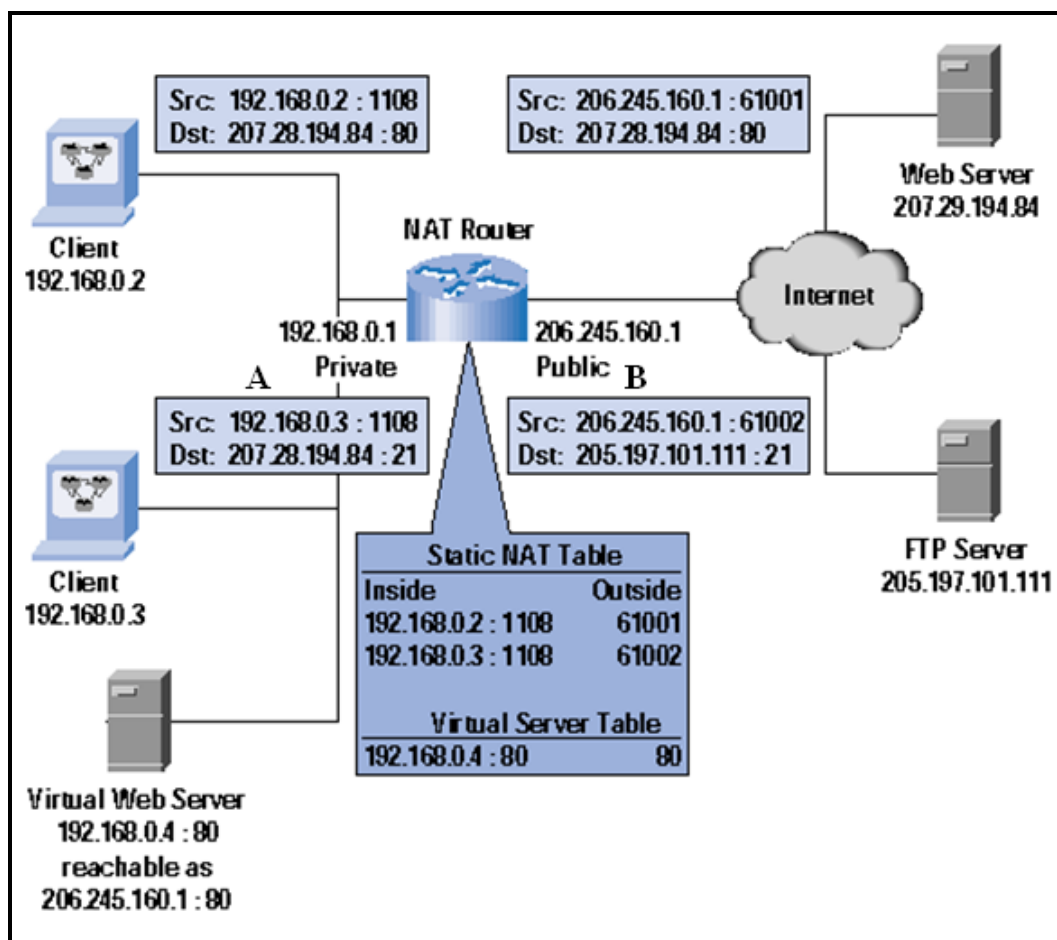 Src: 192.168.0.2 : 1108
Dst: 207.28.194.84 : 80
Src: 206.245.160.1 : 61001
Dst: 207.28.194.84 : 80
Client
192.168.0.2
Web Server
207.29.194.84
NAT Router
Internet
192.168.0.1
Private
206.245.160.1
Public
A
B
Src: 192.168.0.3 : 1108
Dst: 207.28.194.84 : 21
Src: 206.245.160.1 : 61002
Dst: 205.197.101.111 : 21
Client
192.168.0.3
FTP Server
205.197.101.111
Static NAT Table
Inside Outside
192.168.0.2 : 1108 61001
192.168.0.3 : 1108 61002
Virtual Server Table
192.168.0.4 : 80 80
Virtual Web Server
192.168.0.4 : 80
reachable as
206.245.160.1 : 80